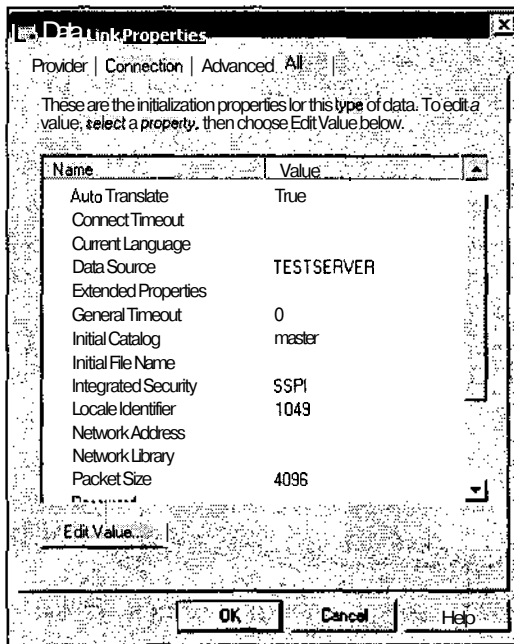 Data Link Properties
Provider | Connection | Advanced All |
These are the initialization properties for this type of data. To edit a
value, select a property, then choose Edit Value below.
Name Value
Auto Translate True
Connect Timeout
Current Language
Data Source TESTSERVER
Extended Properties
General Timeout 0
Initial Catalog master
Initial File Name
Integrated Security SSPI
Locale Identifier 1049
Network Address
Network Library
Packet Size 4096
Edit Value...
OK Cancel Help